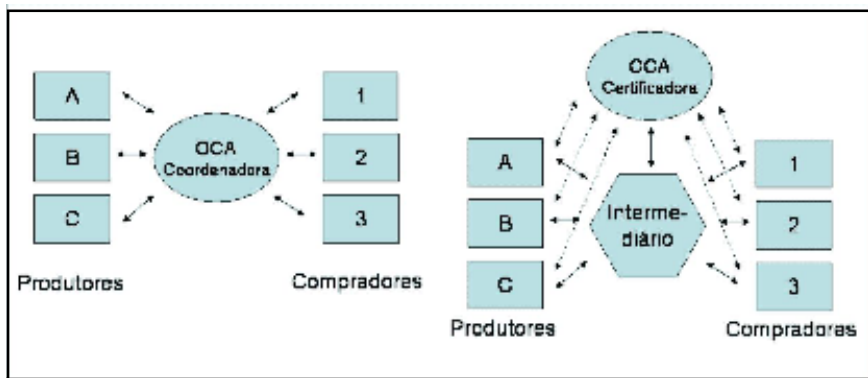 A
B
C
OCA
Coordenadora
1
2
3
Produtores
Compradores
OCA
Certificadora
A
B
C
Interme-
diário
1
2
3
Produtores
Compradores